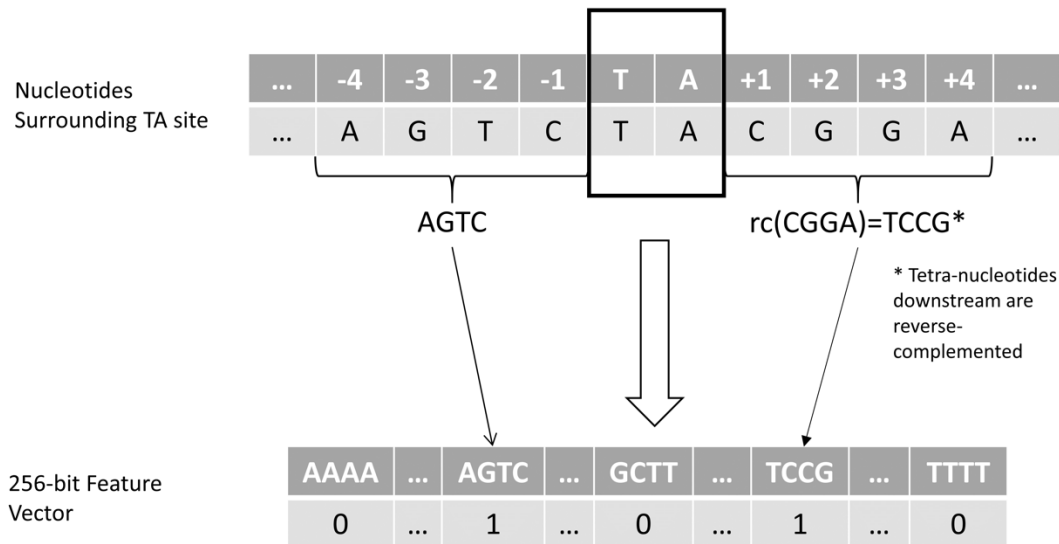 Nucleotides
Surrounding TA site
... -4 -3 -2 -1 T A +1 +2 +3 +4 ...
... A G T C T A C G G A ...
AGTC
rc(CGGA)=TCCG*
* Tetra-nucleotides
downstream are
reverse-
complemented
256-bit Feature
Vector
AAAA ... AGTC ... GCTT ... TCCG ... TTTT
0 ... 1 ... 0 ... 1 ... 0